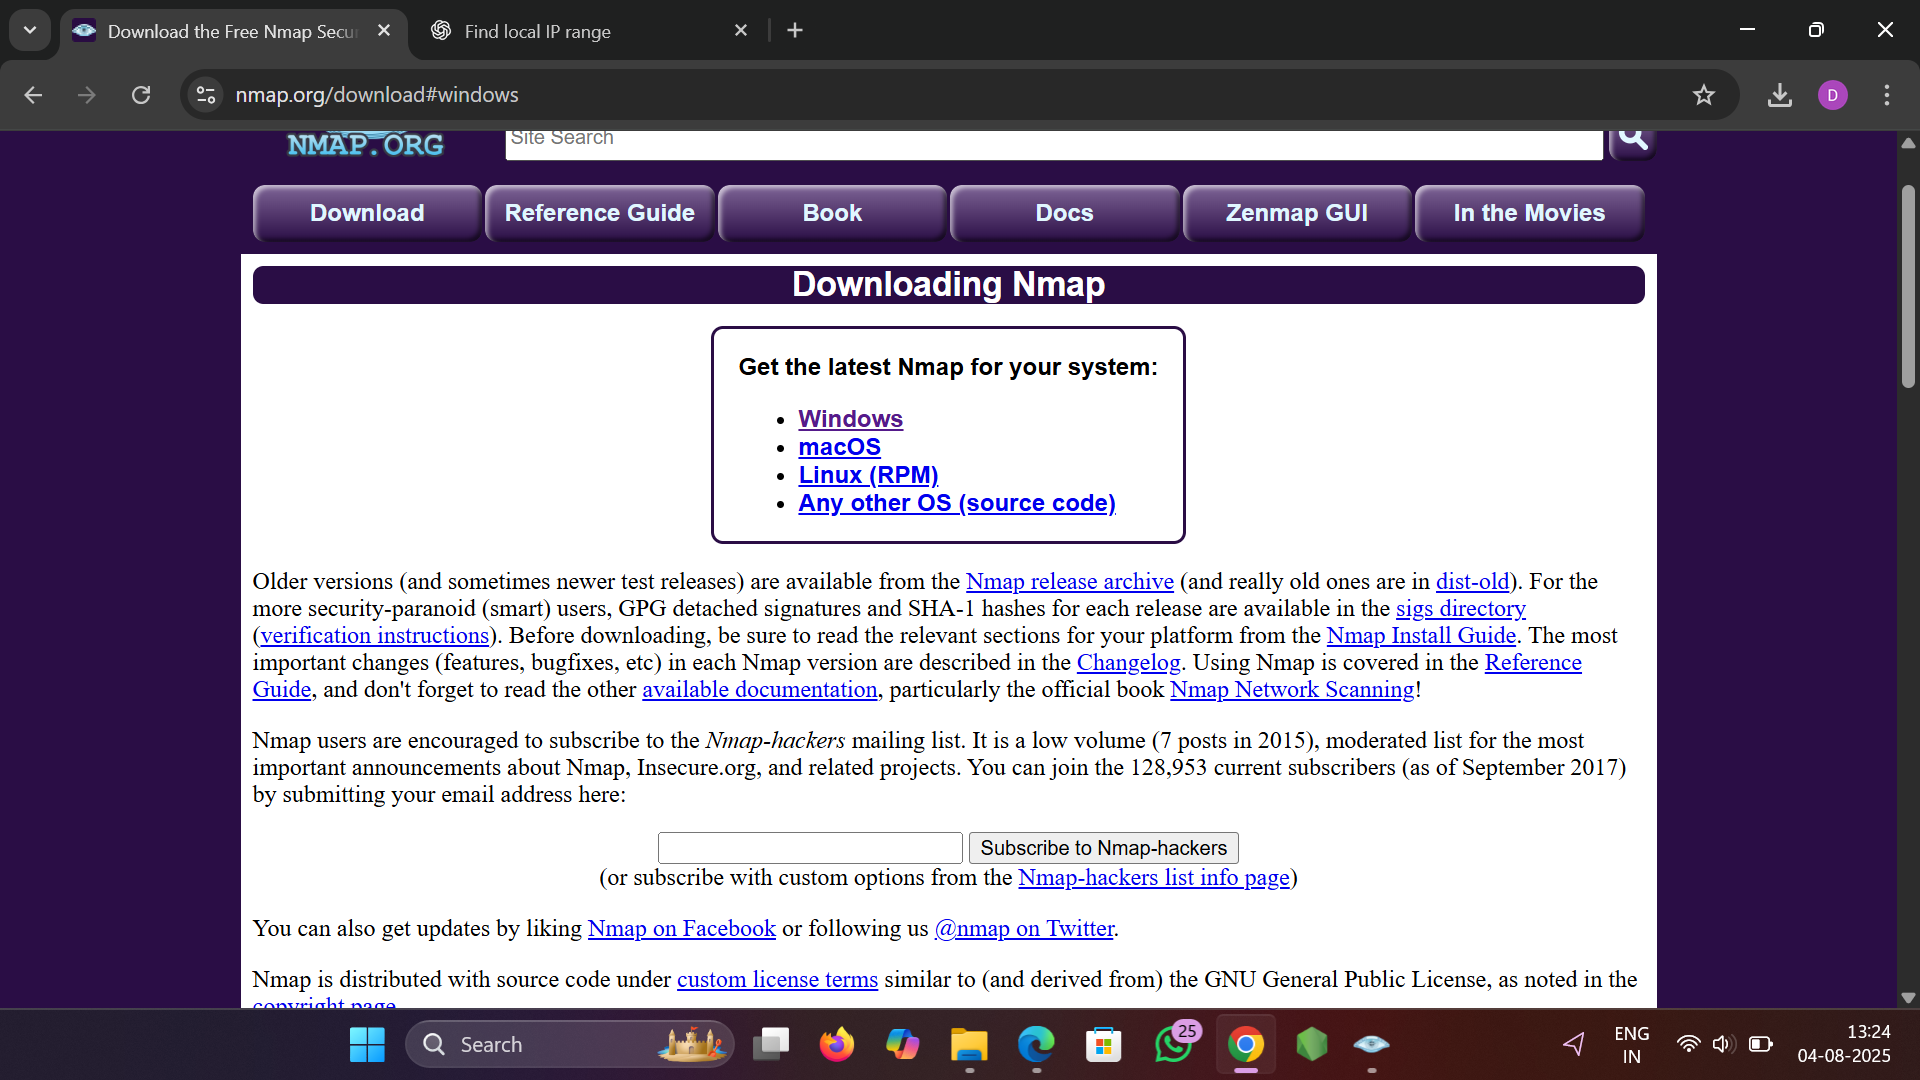 Download the Free Nmap Secu
Find local IP range
nmap.org/download#windows
D
NMAP.ORG
Site Search
Download
Reference Guide
Book
Docs
Zenmap GUI
In the Movies
Downloading Nmap
Get the latest Nmap for your system:
• Windows
• macOS
• Linux (RPM)
• Any other OS (source code)
Older versions (and sometimes newer test releases) are available from the Nmap release archive (and really old ones are in dist-old). For the
more security-paranoid (smart) users, GPG detached signatures and SHA-1 hashes for each release are available in the sigs directory
(verification instructions). Before downloading, be sure to read the relevant sections for your platform from the Nmap Install Guide. The most
important changes (features, bugfixes, etc) in each Nmap version are described in the Changelog. Using Nmap is covered in the Reference
Guide, and don't forget to read the other available documentation, particularly the official book Nmap Network Scanning!
Nmap users are encouraged to subscribe to the Nmap-hackers mailing list. It is a low volume (7 posts in 2015), moderated list for the most
important announcements about Nmap, Insecure.org, and related projects. You can join the 128,953 current subscribers (as of September 2017)
by submitting your email address here:
Subscribe to Nmap-hackers
(or subscribe with custom options from the Nmap-hackers list info page)
You can also get updates by liking Nmap on Facebook or following us @nmap on Twitter.
Nmap is distributed with source code under custom license terms similar to (and derived from) the GNU General Public License, as noted in the
copyright page.
Search
25
ENG
IN
13:24
04-08-2025